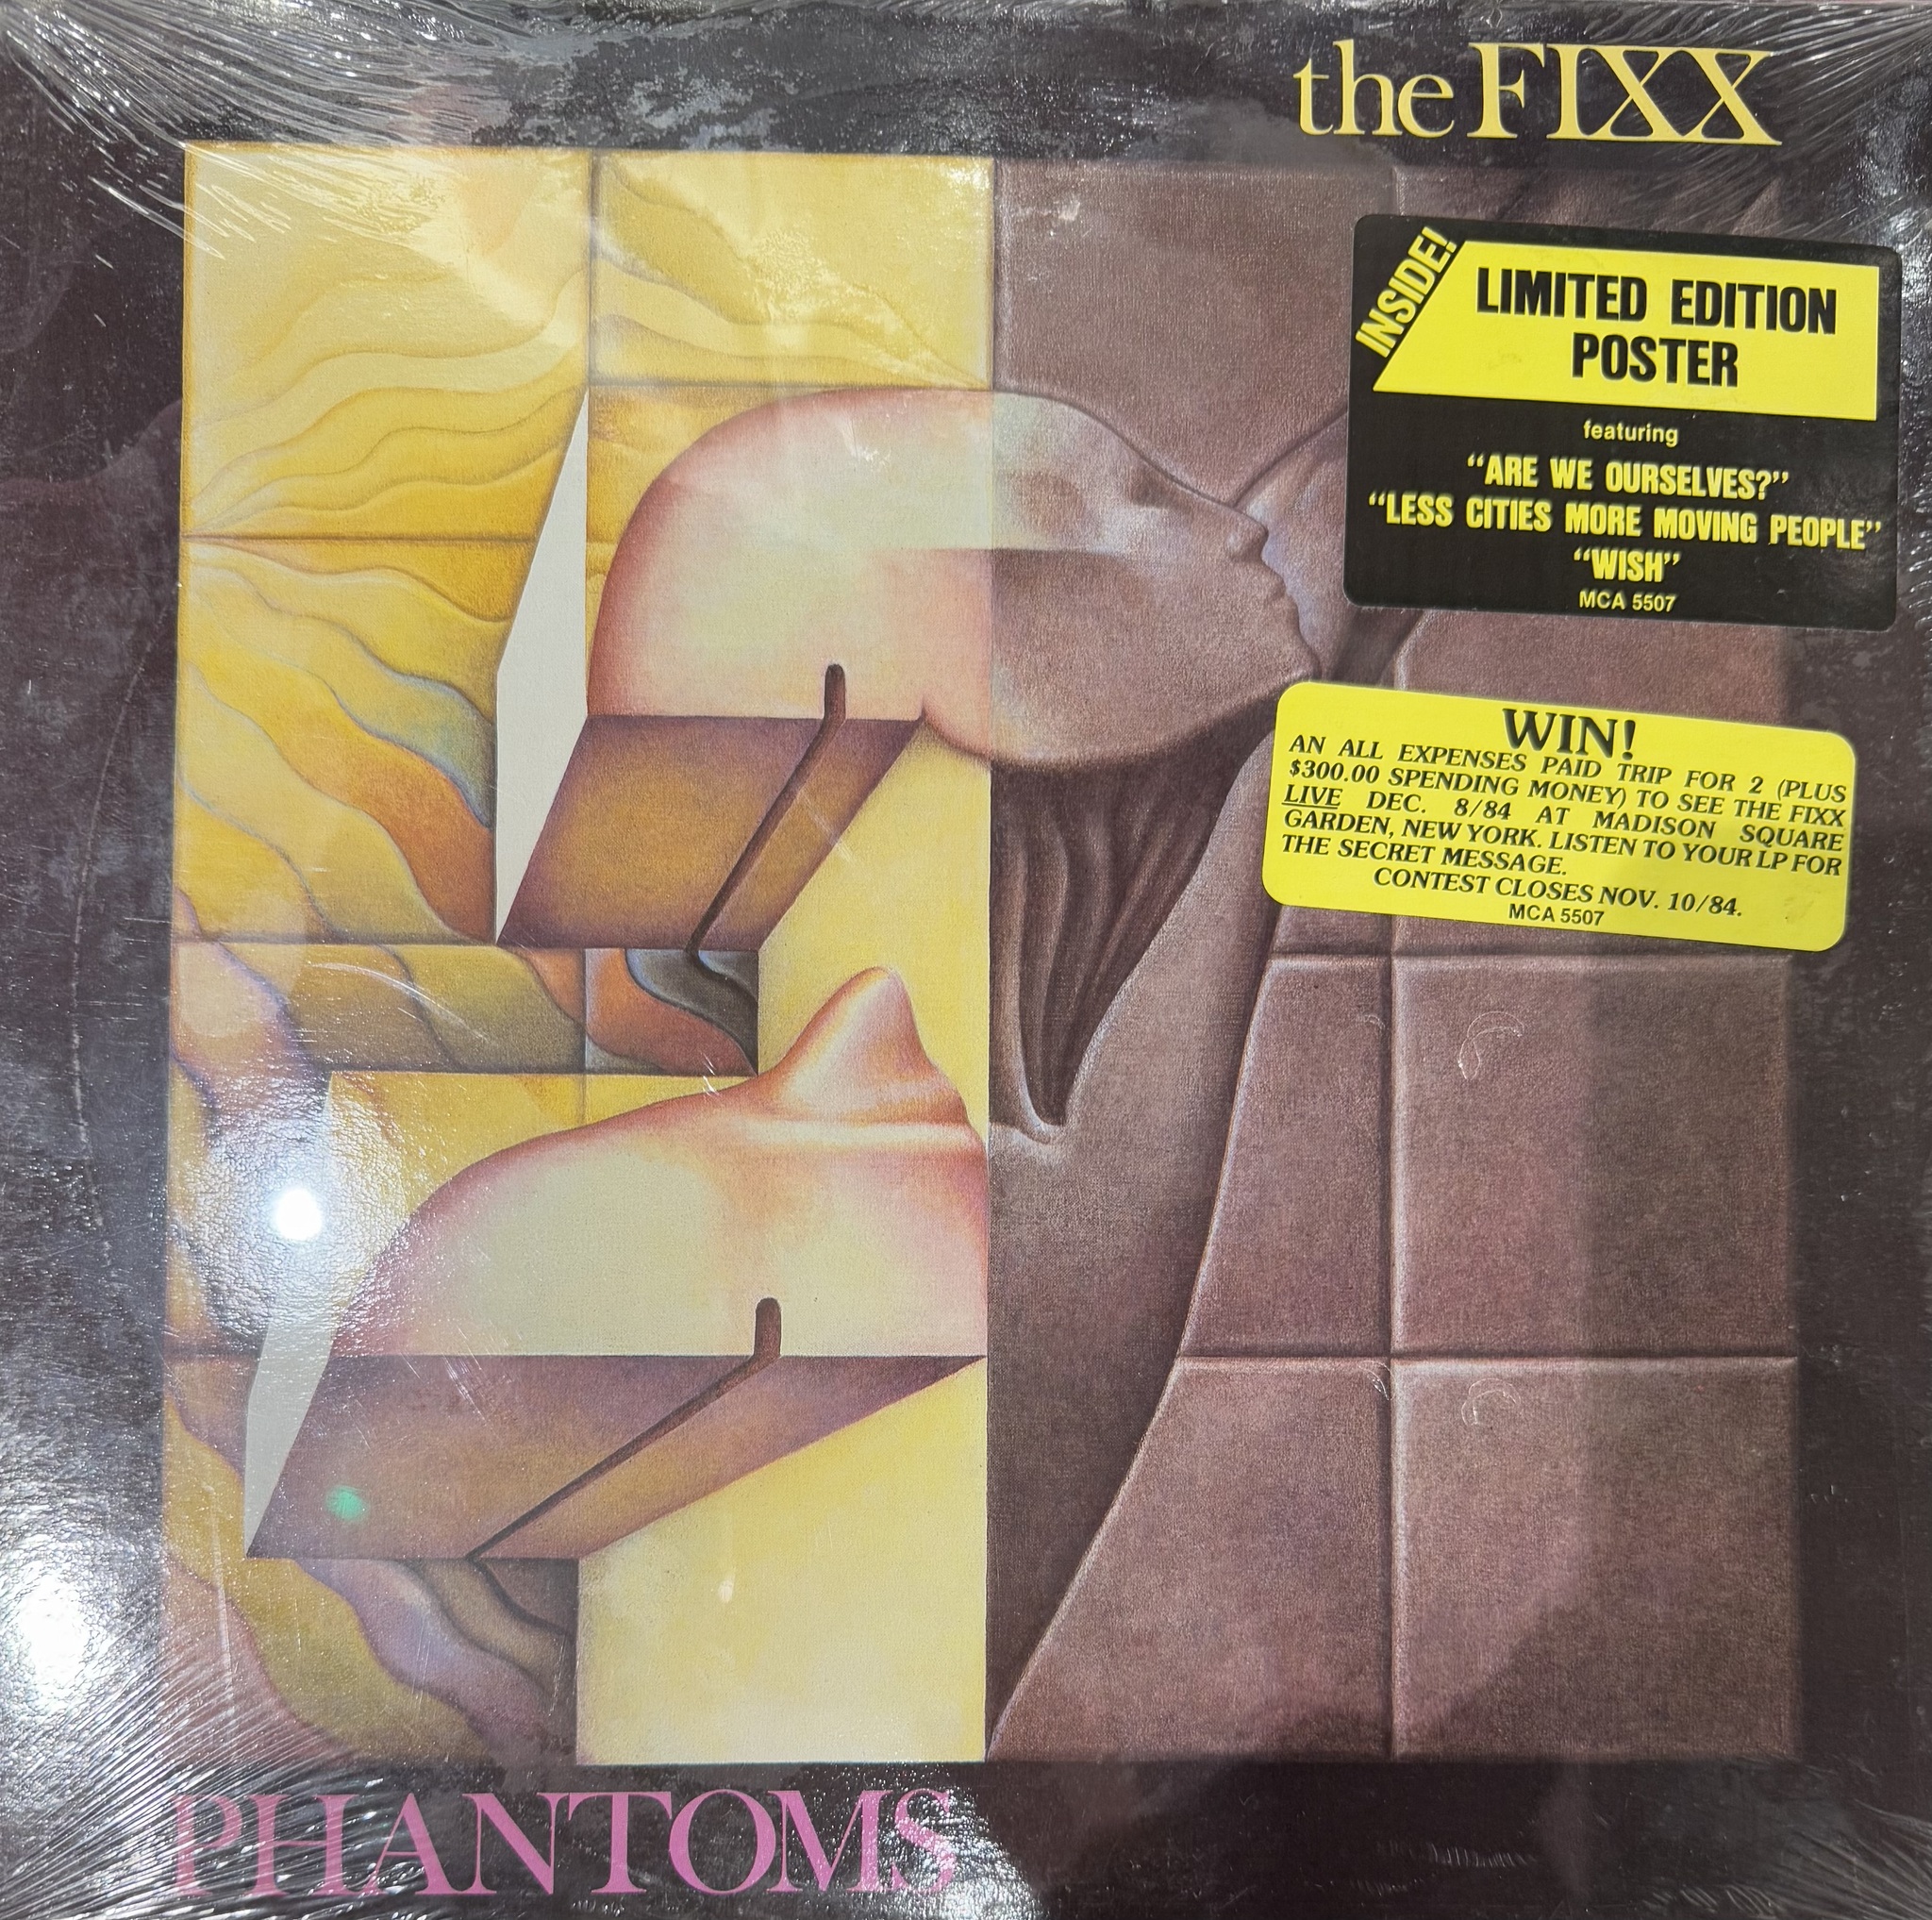 the FIXX
INSIDE!
LIMITED EDITION
POSTER
featuring
"ARE WE OURSELVES?"
"LESS CITIES MORE MOVING PEOPLE"
"WISH"
MCA 5507
WIN!
AN ALL EXPENSES PAID TRIP FOR 2 (PLUS
$300.00 SPENDING MONEY) TO SEE THE FIXX
LIVE DEC. 8/84 AT MADISON SQUARE
GARDEN, NEW YORK. LISTEN TO YOUR LP FOR
THE SECRET MESSAGE.
CONTEST CLOSES NOV. 10/84.
MCA 5507
PHANTOMS